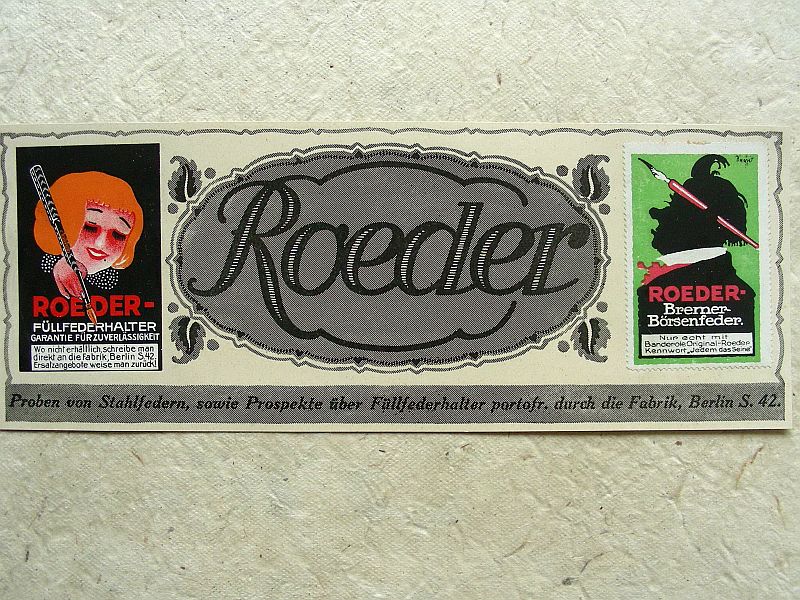 Roeder
ROEDER-
FÜLLFEDERHALTER
GARANTIE FÜR ZUVERLÄSSIGKEIT
Wo nicht erhältlich, schreibe man
direkt an die Fabrik, Berlin S.42,
Ersatzangebote weise man zurück!
ROEDER-
Bremer-
Börsenfeder.
Nur echt mit
Banderole Original-Roeder
Kennwort „Jedem das Seine"
Proben von Stahlfedern, sowie Prospekte über Füllfederhalter portofr. durch die Fabrik, Berlin S. 42.